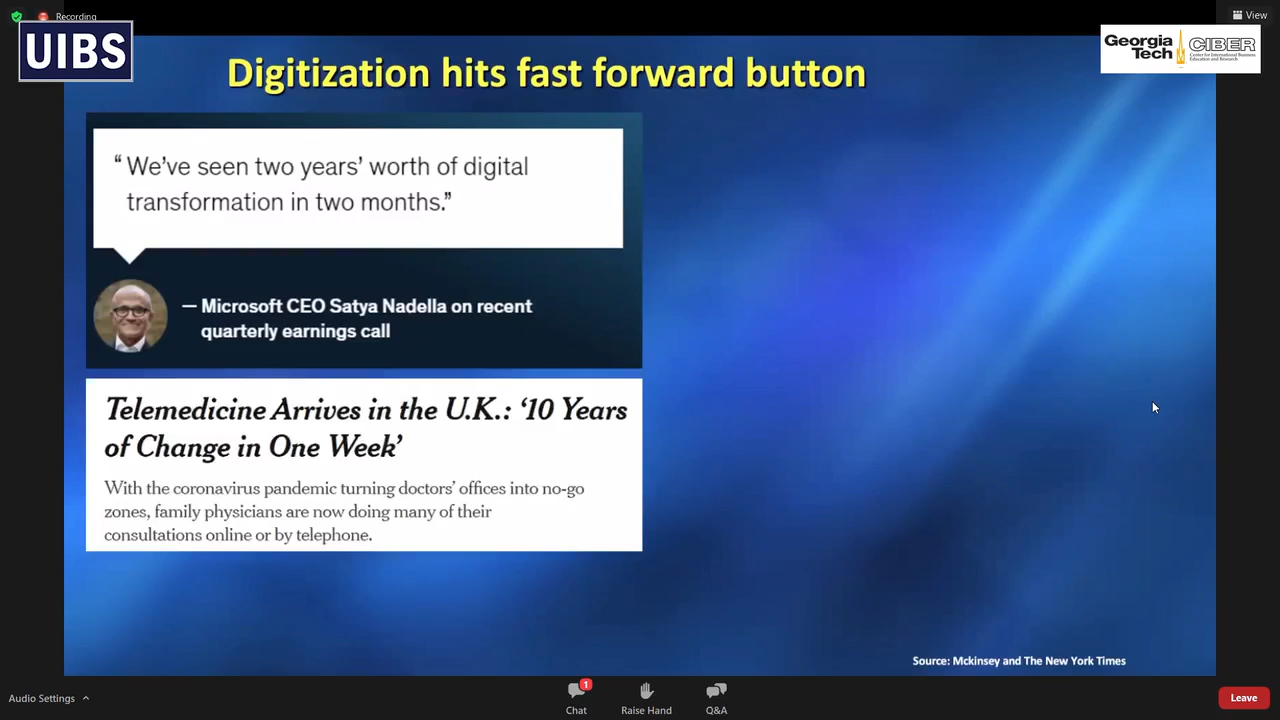 Recording
View
UIBS
Georgia
Tech
CIBER
Center for International Business
Education and Research
Digitization hits fast forward button
“ We’ve seen two years’ worth of digital
transformation in two months.”
— Microsoft CEO Satya Nadella on recent
quarterly earnings call
Telemedicine Arrives in the U.K.: ‘10 Years
of Change in One Week’
With the coronavirus pandemic turning doctors’ offices into no-go
zones, family physicians are now doing many of their
consultations online or by telephone.
Source: Mckinsey and The New York Times
Audio Settings
1
Chat
Raise Hand
Q&A
Leave